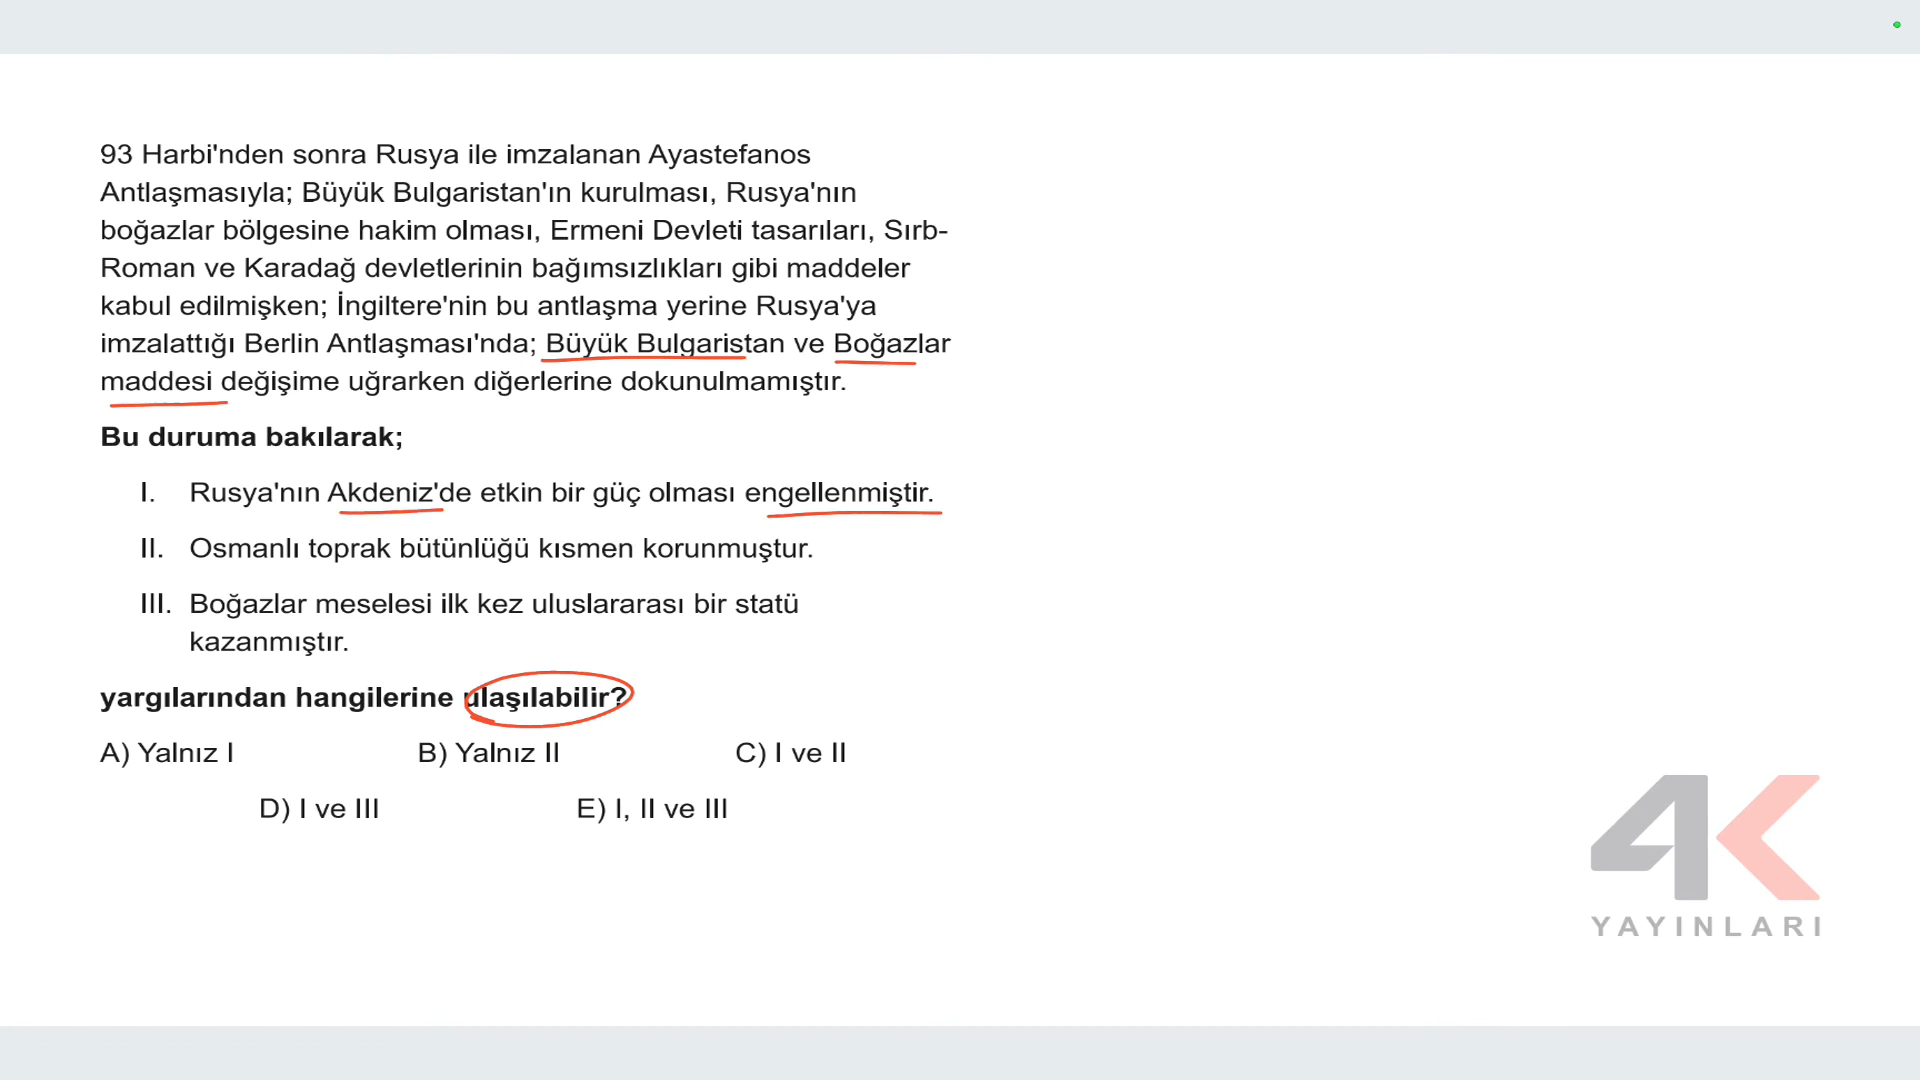 93 Harbi'nden sonra Rusya ile imzalanan Ayastefanos
Antlaşmasıyla; Büyük Bulgaristan'ın kurulması, Rusya'nın
boğazlar bölgesine hakim olması, Ermeni Devleti tasarıları, Sırb-
Roman ve Karadağ devletlerinin bağımsızlıkları gibi maddeler
kabul edilmişken; İngiltere'nin bu antlaşma yerine Rusya'ya
imzalattığı Berlin Antlaşması'nda; Büyük Bulgaristan ve Boğazlar
maddesi değişime uğrarken diğerlerine dokunulmamıştır.
Bu duruma bakılarak;
I. Rusya'nın Akdeniz'de etkin bir güç olması engellenmiştir.
II. Osmanlı toprak bütünlüğü kısmen korunmuştur.
III. Boğazlar meselesi ilk kez uluslararası bir statü
kazanmıştır.
yargılarından hangilerine ulaşılabilir?
A) Yalnız I B) Yalnız II C) I ve II
D) I ve III E) I, II ve III
4K
YAYINLARI